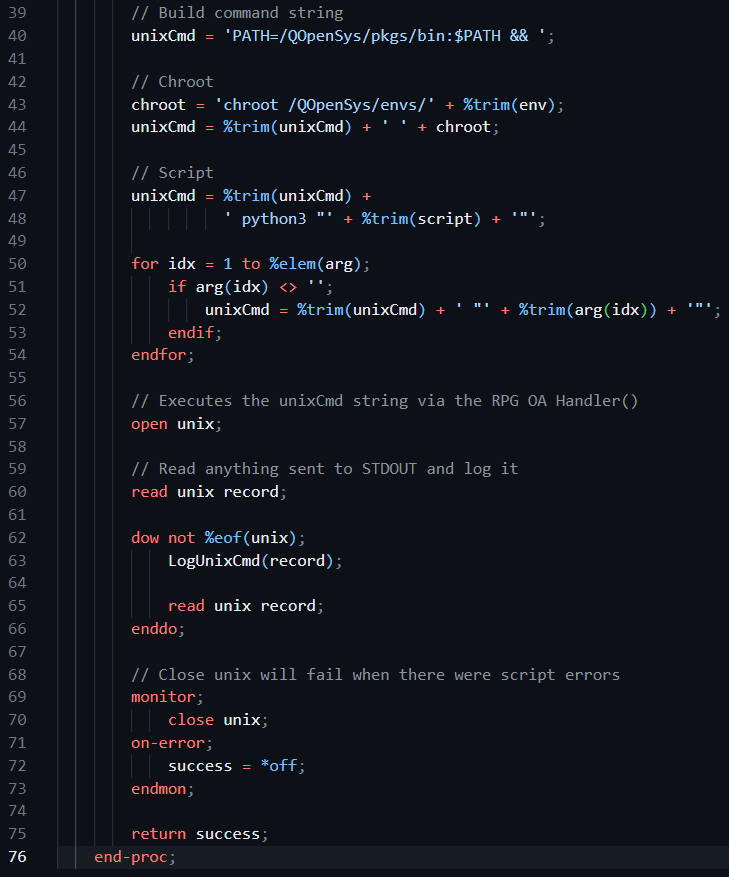 39 // Build command string
40 unixCmd = 'PATH=/QOpenSys/pkgs/bin:$PATH && ';
41
42 // Chroot
43 chroot = 'chroot /QOpenSys/envs/' + %trim(env);
44 unixCmd = %trim(unixCmd) + ' ' + chroot;
45
46 // Script
47 unixCmd = %trim(unixCmd) +
48 ' python3 "' + %trim(script) + '"';
49
50 for idx = 1 to %elem(arg);
51 if arg(idx) <> '';
52 unixCmd = %trim(unixCmd) + ' "' + %trim(arg(idx)) + '"';
53 endif;
54 endfor;
55
56 // Executes the unixCmd string via the RPG OA Handler()
57 open unix;
58
59 // Read anything sent to STDOUT and log it
60 read unix record;
61
62 dow not %eof(unix);
63 LogUnixCmd(record);
64
65 read unix record;
66 enddo;
67
68 // Close unix will fail when there were script errors
69 monitor;
70 close unix;
71 on-error;
72 success = *off;
73 endmon;
74
75 return success;
76 end-proc;